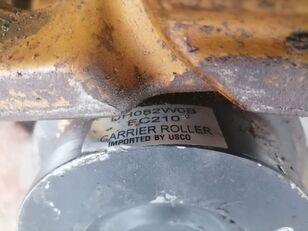 EC210
CARRIER ROLLER
IMPORTED BY USCO